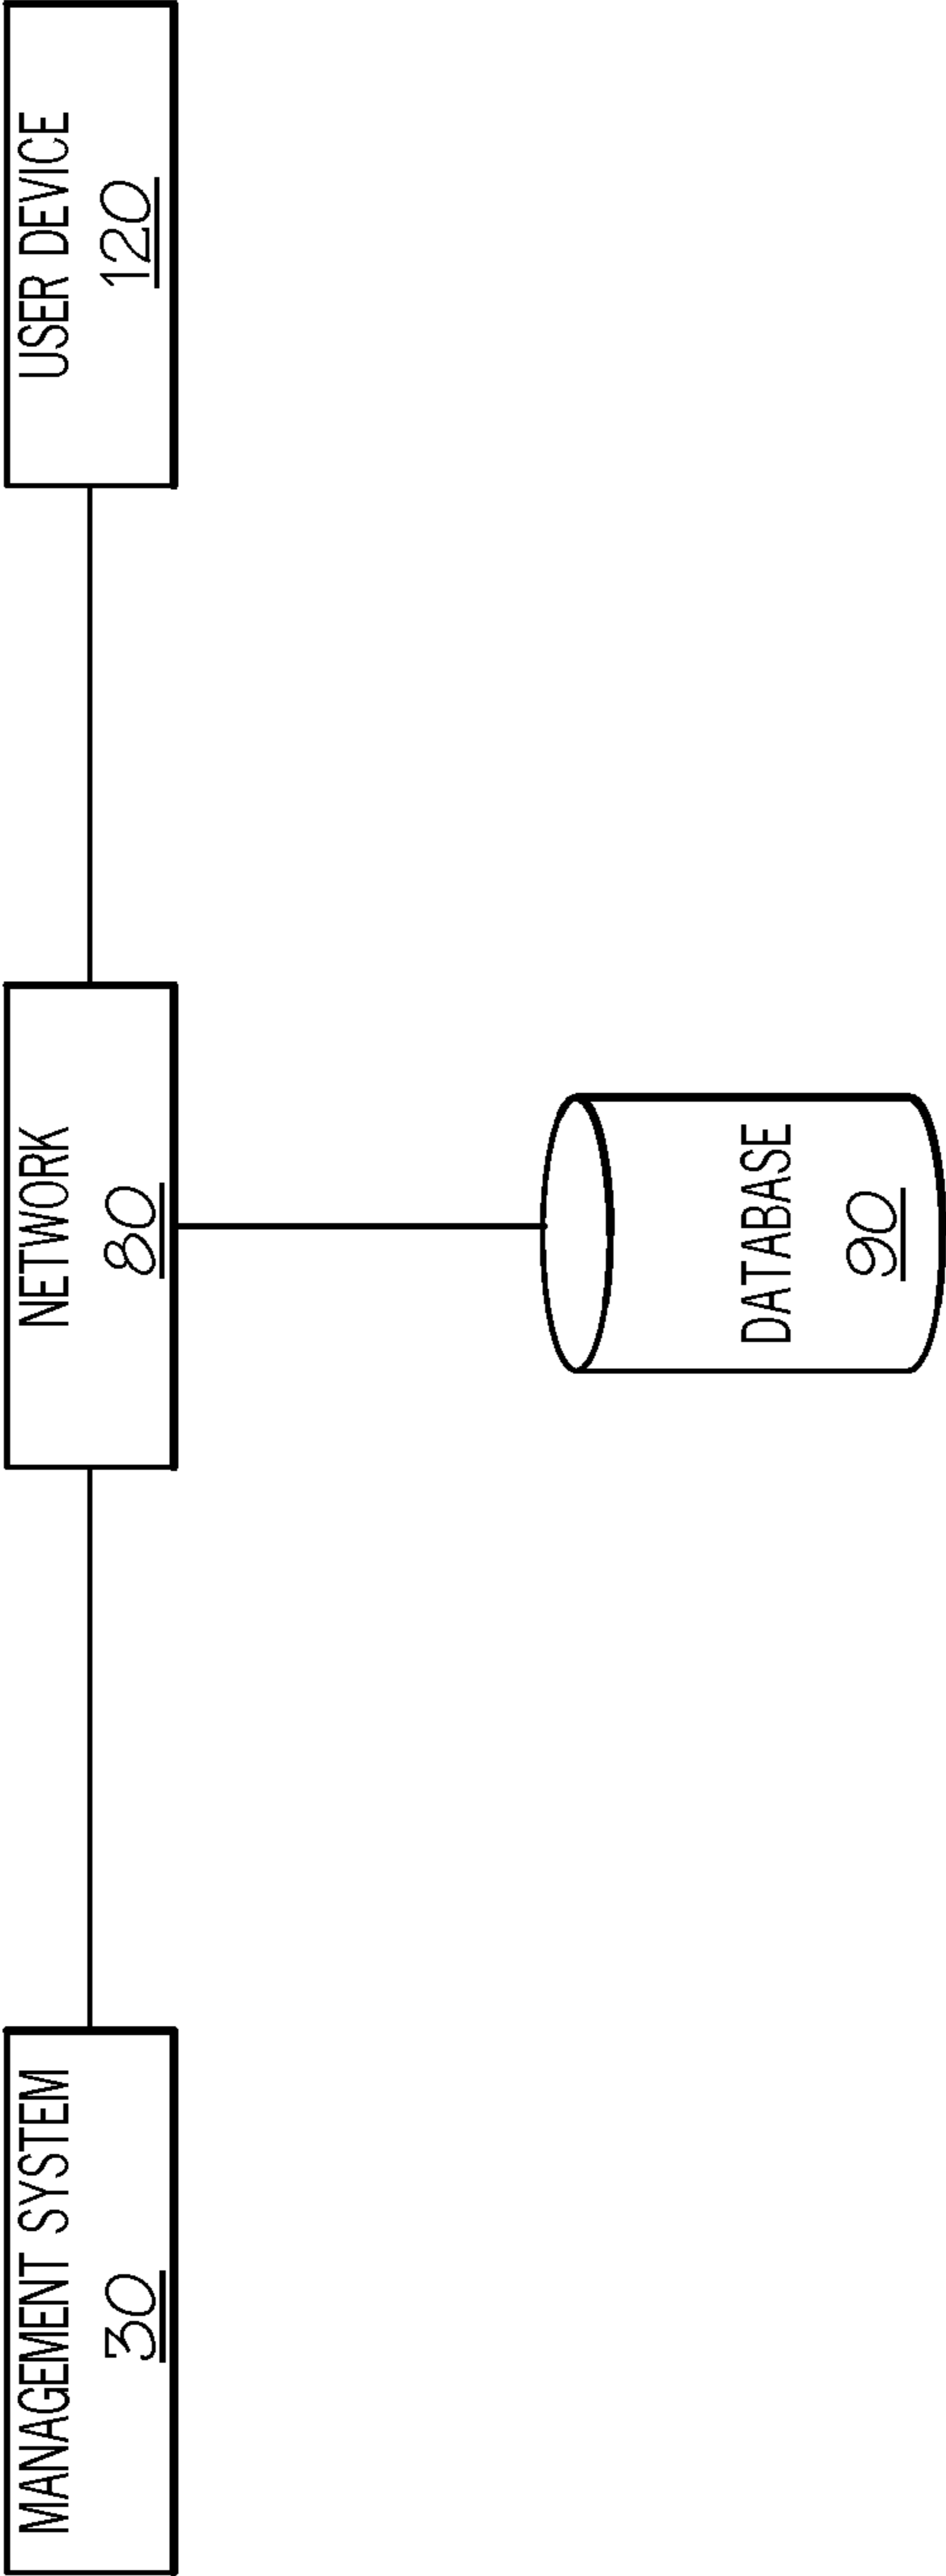 MANAGEMENT SYSTEM
30
NETWORK
80
USER DEVICE
120
DATABASE
90